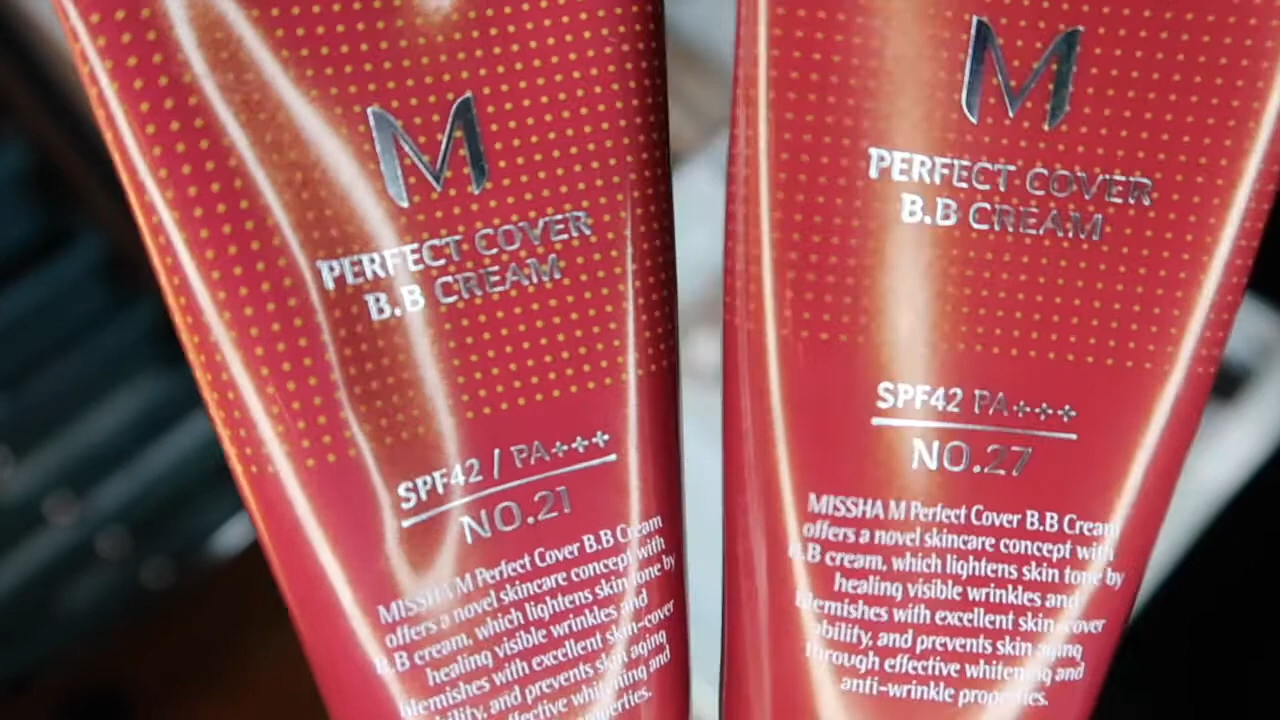 M
PERFECT COVER
B.B CREAM
SPF42 / PA+++
NO.21
MISSHA M Perfect Cover B.B Cream
offers a novel skincare concept with
B.B cream, which lightens skin tone by
healing visible wrinkles and
blemishes with excellent skin-cover
ability, and prevents skin aging
effective whitening and
properties.
M
PERFECT COVER
B.B CREAM
SPF42 PA+++
NO.27
MISSHA M Perfect Cover B.B Cream
offers a novel skincare concept with
B.B cream, which lightens skin tone by
healing visible wrinkles and
blemishes with excellent skin-cover
ability, and prevents skin aging
through effective whitening and
anti-wrinkle properties.